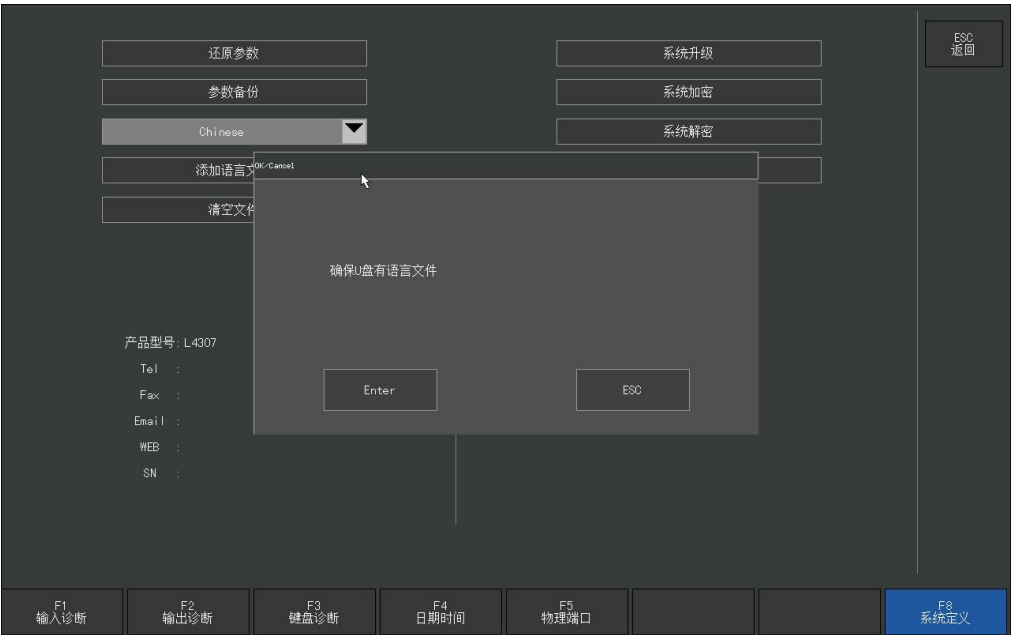 还原参数
系统升级
ESC
返回
参数备份
系统加密
Chinese
系统解密
添加语言文
OK/Cancel
清空文件
确保U盘有语言文件
产品型号: L4307
Tel :
Fax :
Email :
WEB :
SN :
Enter
ESC
F1
输入诊断
F2
输出诊断
F3
键盘诊断
F4
日期时间
F5
物理端口
F8
系统定义